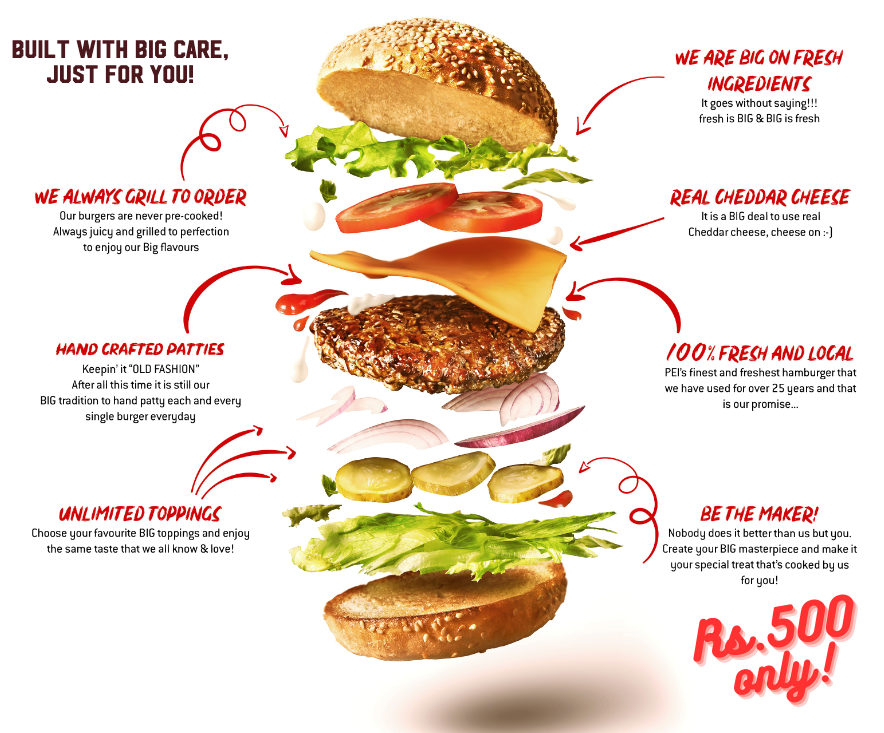 BUILT WITH BIG CARE,
JUST FOR YOU!
WE ALWAYS GRILL TO ORDER
Our burgers are never pre-cooked!
Always juicy and grilled to perfection
to enjoy our Big flavours
HAND CRAFTED PATTIES
Keepin' it "OLD FASHION"
After all this time it is still our
BIG tradition to hand patty each and every
single burger everyday
UNLIMITED TOPPINGS
Choose your favourite BIG toppings and enjoy
the same taste that we all know & love!
WE ARE BIG ON FRESH
INGREDIENTS
It goes without saying!!!
fresh is BIG & BIG is fresh
REAL CHEDDAR CHEESE
It is a BIG deal to use real
Cheddar cheese, cheese on :-)
100% FRESH AND LOCAL
PEI's finest and freshest hamburger that
we have used for over 25 years and that
is our promise...
BE THE MAKER!
Nobody does it better than us but you.
Create your BIG masterpiece and make it
your special treat that's cooked by us
for you!
Rs.500
only!